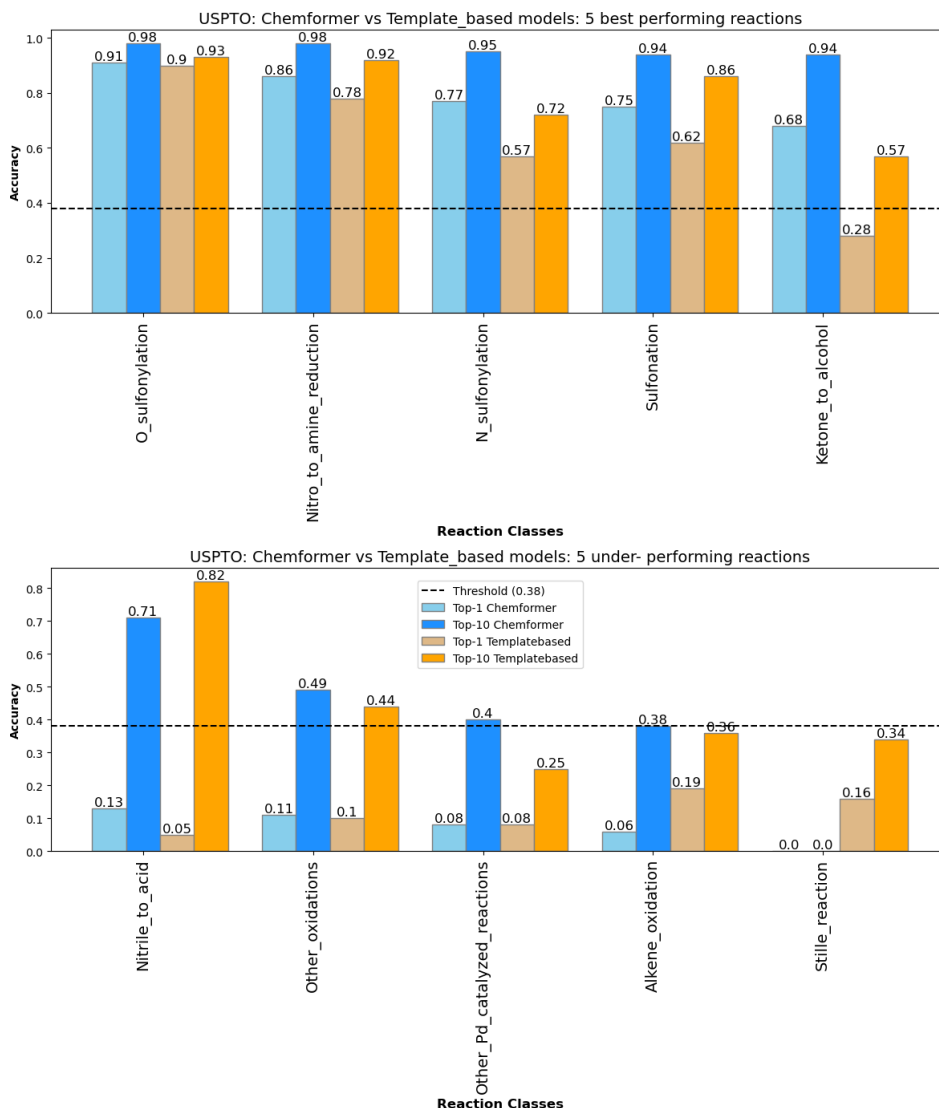 USPTO: Chemformer vs Template_based models: 5 best performing reactions
Accuracy
1.0
0.8
0.6
0.4
0.2
0.0
0.91 0.98 0.9 0.93
0.86 0.98 0.78 0.92
0.77 0.95 0.57 0.72
0.75 0.94 0.62 0.86
0.68 0.94 0.28 0.57
O_sulfonylation
Nitro_to_amine_reduction
N_sulfonylation
Sulfonation
Ketone_to_alcohol
Reaction Classes
USPTO: Chemformer vs Template_based models: 5 under- performing reactions
Accuracy
0.8
0.7
0.6
0.5
0.4
0.3
0.2
0.1
0.0
Threshold (0.38)
Top-1 Chemformer
Top-10 Chemformer
Top-1 Templatebased
Top-10 Templatebased
0.13 0.71 0.05 0.82
0.11 0.49 0.1 0.44
0.08 0.4 0.08 0.25
0.06 0.38 0.19 0.36
0.0 0.0 0.16 0.34
Nitrile_to_acid
Other_oxidations
Other_Pd_catalyzed_reactions
Alkene_oxidation
Stille_reaction
Reaction Classes